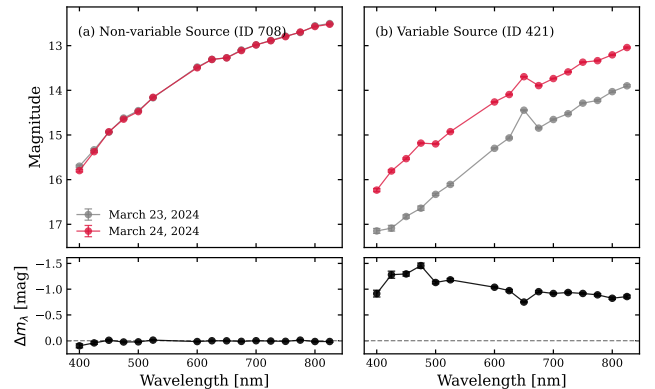 (a) Non-variable Source (ID 708)
(b) Variable Source (ID 421)
Magnitude
13
14
15
16
17
March 23, 2024
March 24, 2024
Δmλ [mag]
−1.5
−1.0
−0.5
0.0
400 500 600 700 800
400 500 600 700 800
Wavelength [nm]
Wavelength [nm]